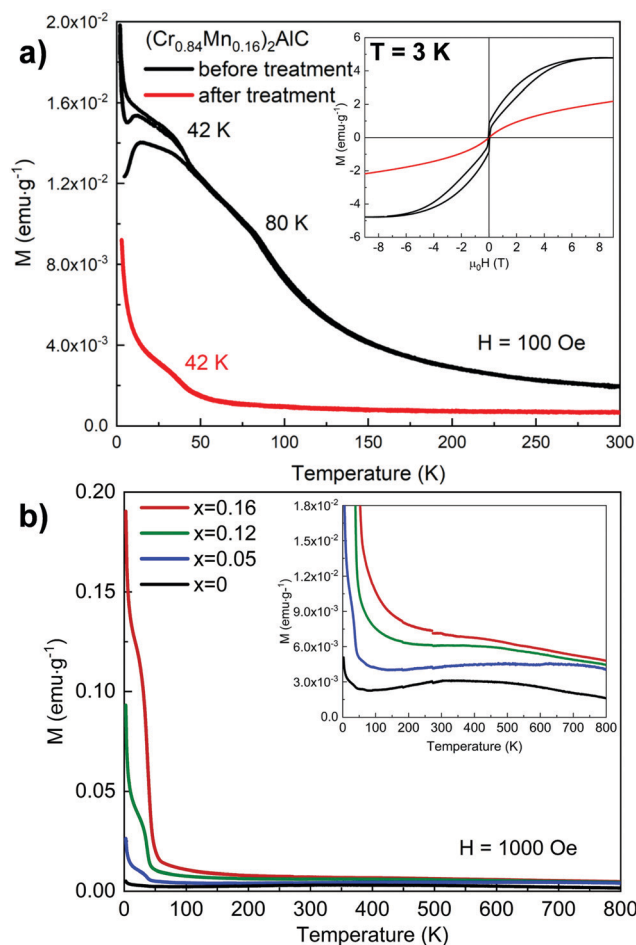 a)
(Cr0.84Mn0.16)2AlC
before treatment
after treatment
42 K
80 K
42 K
H = 100 Oe
2.0x10-2
1.6x10-2
1.2x10-2
8.0x10-3
4.0x10-3
0.0
M (emu·g-1)
0 50 100 150 200 250 300
Temperature (K)
T = 3 K
6
4
2
0
-2
-4
-6
M (emu·g-1)
-8 -6 -4 -2 0 2 4 6 8
μ0H (T)
b)
x=0.16
x=0.12
x=0.05
x=0
H = 1000 Oe
0.20
0.15
0.10
0.05
0.00
M (emu·g-1)
0 100 200 300 400 500 600 700 800
Temperature (K)
1.8x10-2
1.5x10-2
1.2x10-2
9.0x10-3
6.0x10-3
3.0x10-3
0.0
M (emu·g-1)
0 100 200 300 400 500 600 700 800
Temperature (K)